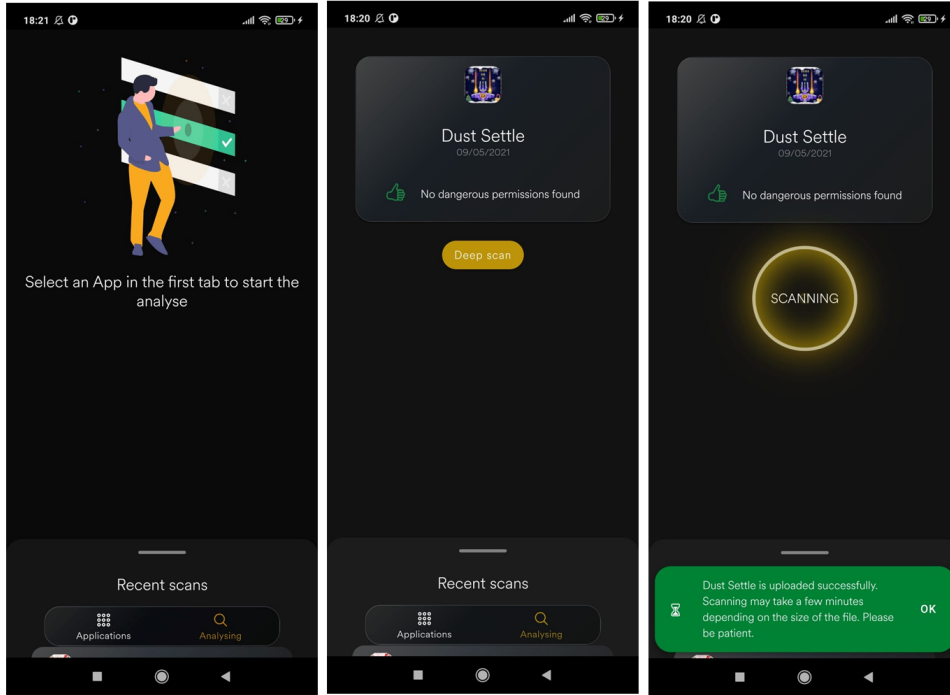 18:21
29
Select an App in the first tab to start the
analyse
Recent scans
Applications
Analysing
18:20
29
Dust Settle
09/05/2021
No dangerous permissions found
Deep scan
Recent scans
Applications
Analysing
18:20
29
Dust Settle
09/05/2021
No dangerous permissions found
SCANNING
Dust Settle is uploaded successfully.
Scanning may take a few minutes
depending on the size of the file. Please
be patient.
OK